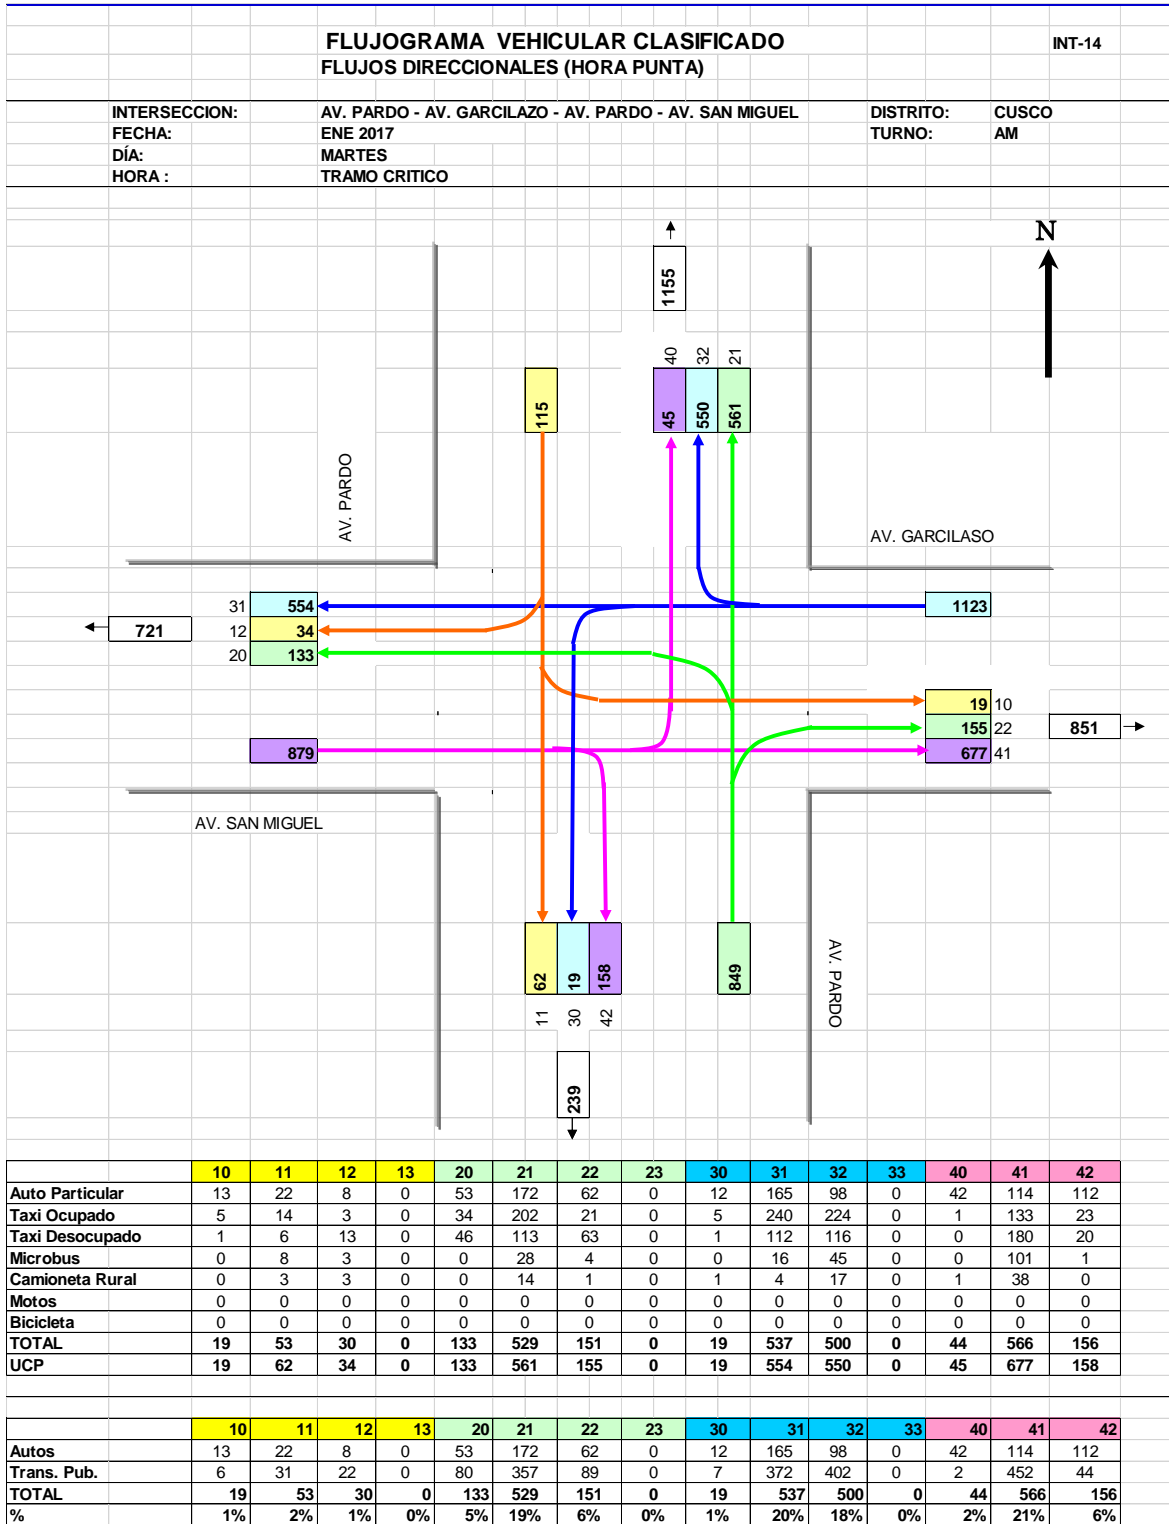 FLUJOGRAMA VEHICULAR CLASIFICADO INT-14
FLUJOS DIRECCIONALES (HORA PUNTA)
INTERSECCION: AV. PARDO - AV. GARCILAZO - AV. PARDO - AV. SAN MIGUEL DISTRITO: CUSCO
FECHA: ENE 2017 TURNO: AM
DÍA: MARTES
HORA : TRAMO CRITICO
N
1155
40 32 21
115 45 550 561
AV. PARDO
AV. GARCILASO
31 554 1123
721 12 34
20 133
19 10
155 22 851
879 677 41
AV. SAN MIGUEL
62 19 158 849
AV. PARDO
11 30 42
239
10 11 12 13 20 21 22 23 30 31 32 33 40 41 42
Auto Particular 13 22 8 0 53 172 62 0 12 165 98 0 42 114 112
Taxi Ocupado 5 14 3 0 34 202 21 0 5 240 224 0 1 133 23
Taxi Desocupado 1 6 13 0 46 113 63 0 1 112 116 0 0 180 20
Microbus 0 8 3 0 0 28 4 0 0 16 45 0 0 101 1
Camioneta Rural 0 3 3 0 0 14 1 0 1 4 17 0 1 38 0
Motos 0 0 0 0 0 0 0 0 0 0 0 0 0 0 0
Bicicleta 0 0 0 0 0 0 0 0 0 0 0 0 0 0 0
TOTAL 19 53 30 0 133 529 151 0 19 537 500 0 44 566 156
UCP 19 62 34 0 133 561 155 0 19 554 550 0 45 677 158
10 11 12 13 20 21 22 23 30 31 32 33 40 41 42
Autos 13 22 8 0 53 172 62 0 12 165 98 0 42 114 112
Trans. Pub. 6 31 22 0 80 357 89 0 7 372 402 0 2 452 44
TOTAL 19 53 30 0 133 529 151 0 19 537 500 0 44 566 156
% 1% 2% 1% 0% 5% 19% 6% 0% 1% 20% 18% 0% 2% 21% 6%